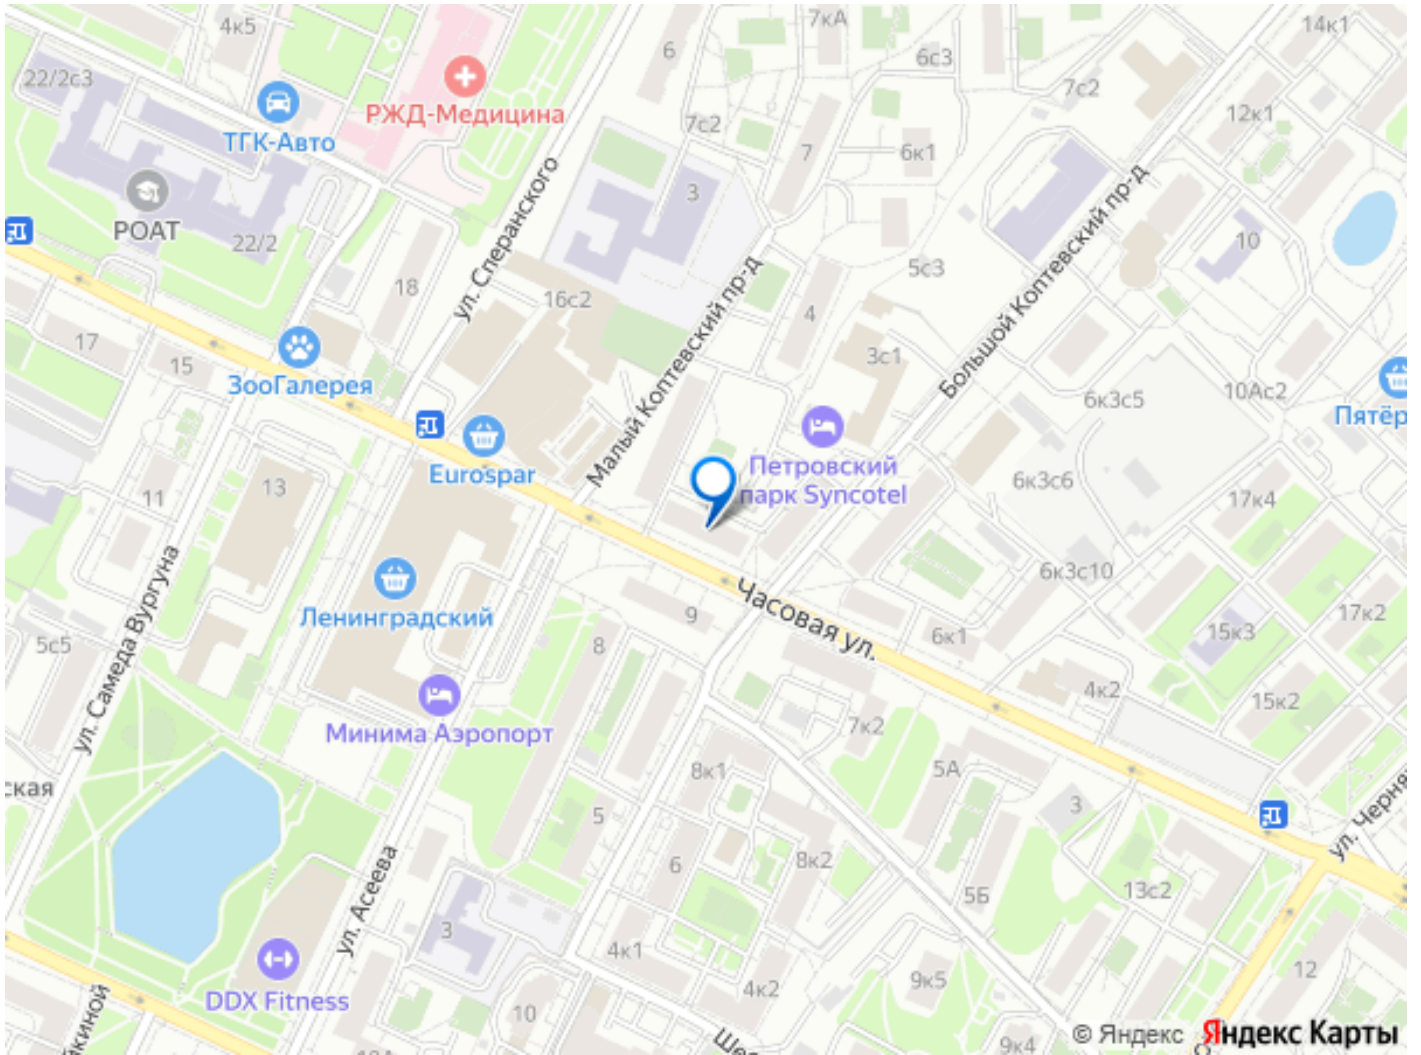 4к5
6
7кА
14к1
22/2с3
6с3
7с2
РЖД-Медицина
12к1
ТГК-Авто
7с2
7
6к1
3
РОАТ
22/2
ул. Сперанского
Большой Коптевский пр-д
10
5с3
18
16с2
Малый Коптевский пр-д
4
17
15
ЗооГалерея
3с1
6к3с5
10Ас2
Пятёр
Eurospar
Петровский
парк Syncotel
6к3с6
13
11
17к4
6к3с10
Ленинградский
Часовая ул.
9
17к2
15к3
6к1
5с5
8
ул. Самеда Вургуна
4к2
15к2
Минима Аэропорт
7к2
ская
8к1
5А
3
5
ул. Черня
6
8к2
ул. Асеева
5Б
13с2
3
4к1
12
DDX Fitness
4к2
9к5
10
йкиной
Ше
9к4
© Яндекс Яндекс Карты